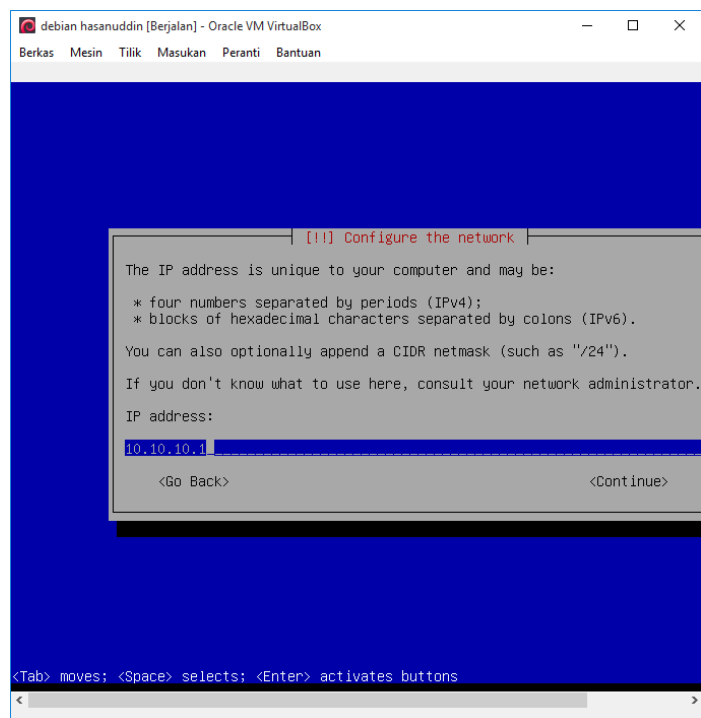 debian hasanuddin [Berjalan] - Oracle VM VirtualBox
Berkas Mesin Tilik Masukan Peranti Bantuan
[!!] Configure the network
The IP address is unique to your computer and may be:
* four numbers separated by periods (IPv4);
* blocks of hexadecimal characters separated by colons (IPv6).
You can also optionally append a CIDR netmask (such as "/24").
If you don't know what to use here, consult your network administrator.
IP address:
10.10.10.1
<Go Back> <Continue>
<Tab> moves; <Space> selects; <Enter> activates buttons